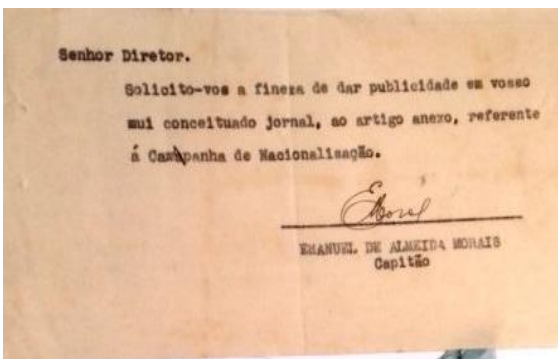 Senhor Diretor.
Solicito-vos a fineza de dar publicidade em vosso
mui conceituado jornal, ao artigo anexo, referente
á Campanha de Nacionalisação.
EMANUEL DE ALMEIDA MORAIS
Capitão